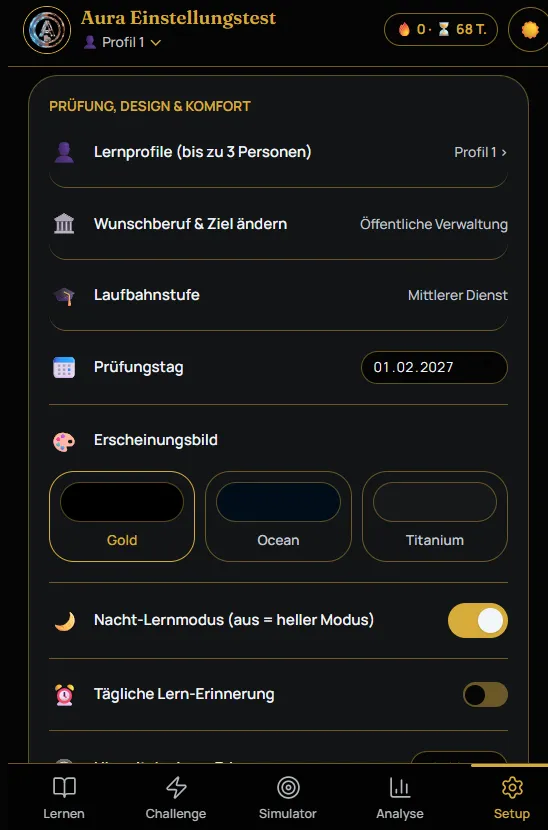 Aura Einstellungstest
Profil 1
0 · 68 T.
PRÜFUNG, DESIGN & KOMFORT
Lernprofile (bis zu 3 Personen) Profil 1 ›
Wunschberuf & Ziel ändern Öffentliche Verwaltung
Laufbahnstufe Mittlerer Dienst
Prüfungstag 01.02.2027
Erscheinungsbild
Gold Ocean Titanium
Nacht-Lernmodus (aus = heller Modus)
Tägliche Lern-Erinnerung
Lernen Challenge Simulator Analyse Setup